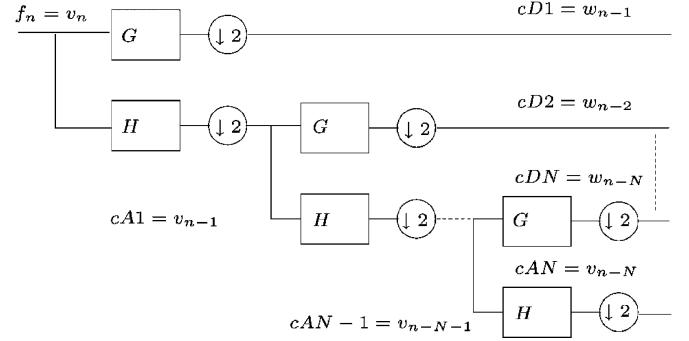 f_n = v_n
cD1 = w_{n-1}
G ↓ 2
cD2 = w_{n-2}
H ↓ 2 G ↓ 2
cDN = w_{n-N}
cA1 = v_{n-1} H ↓ 2 G ↓ 2
cAN = v_{n-N}
cAN - 1 = v_{n-N-1} H ↓ 2